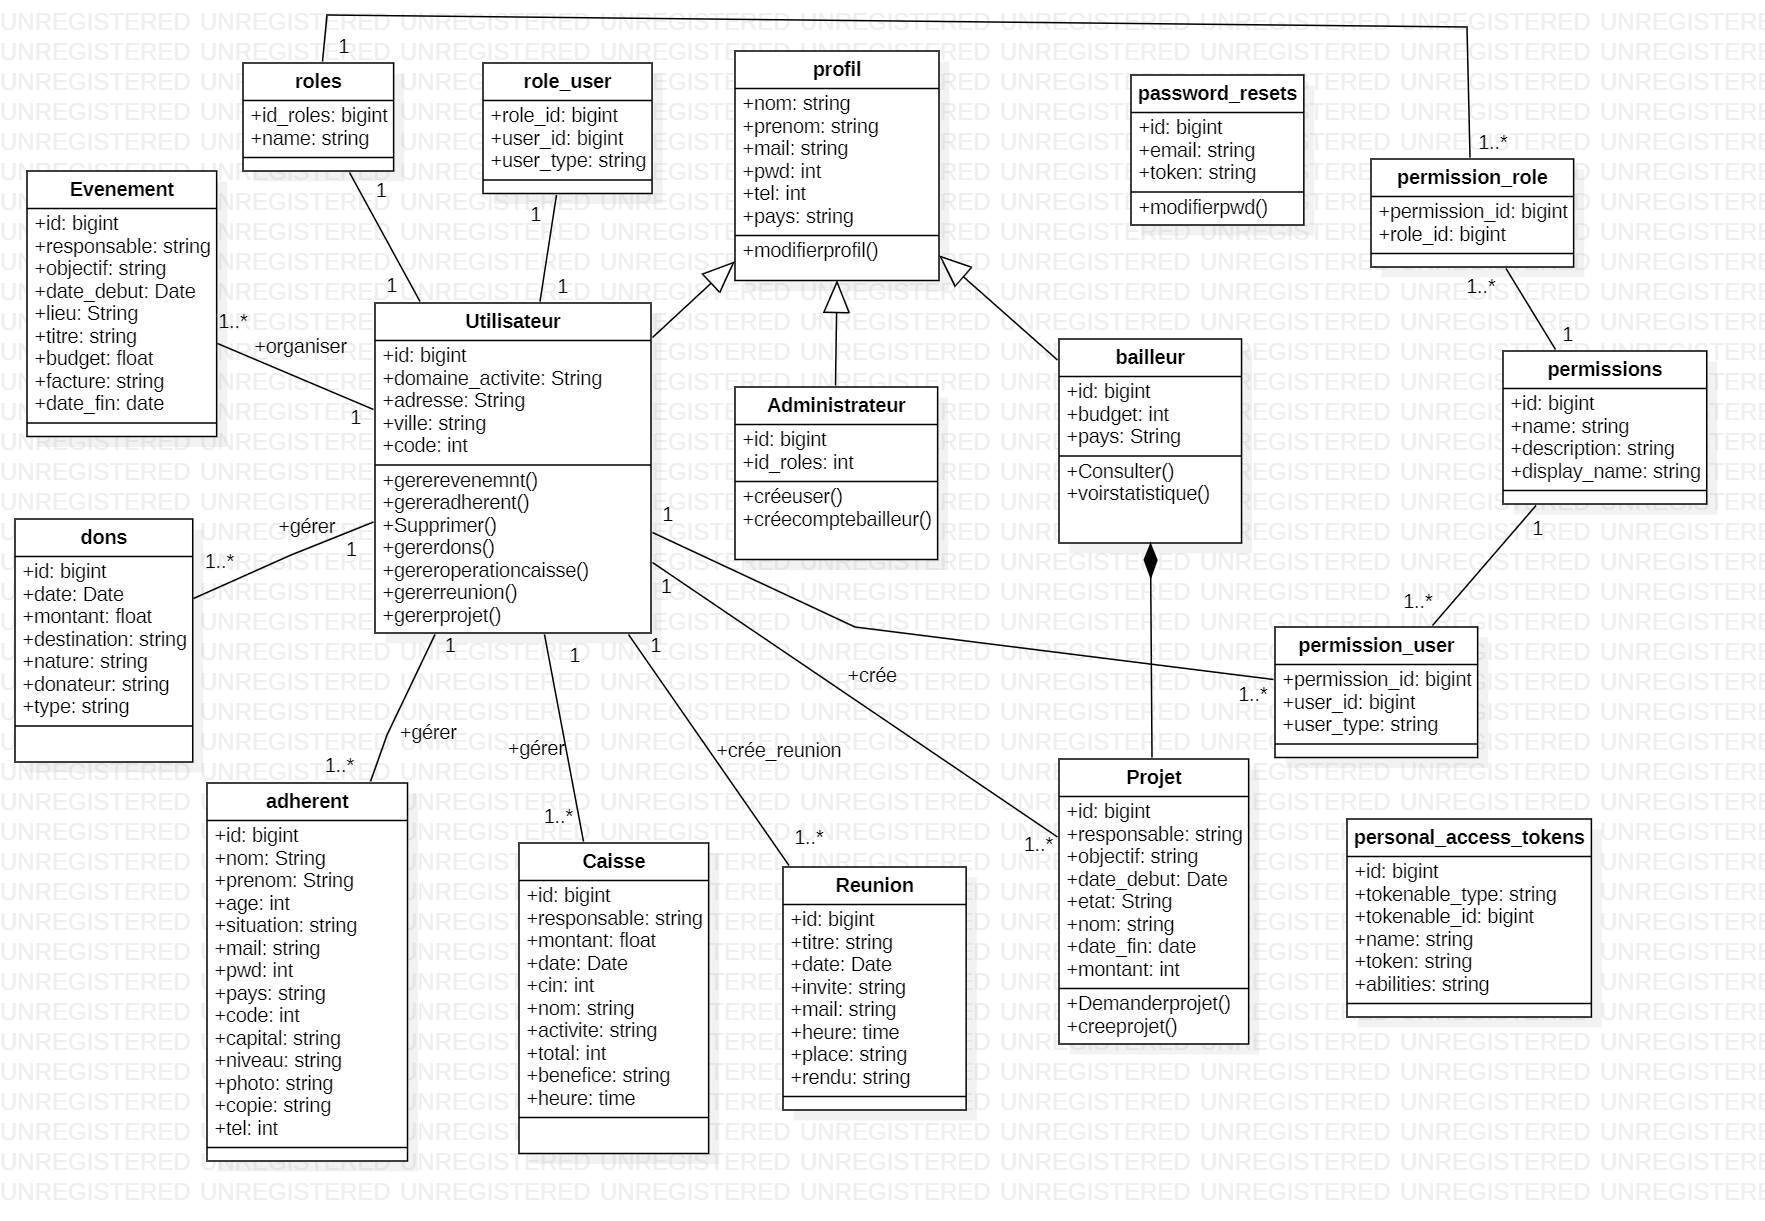 roles
+id_roles: bigint
+name: string
role_user
+role_id: bigint
+user_id: bigint
+user_type: string
profil
+nom: string
+prenom: string
+mail: string
+pwd: int
+tel: int
+pays: string
+modifierprofil()
password_resets
+id: bigint
+email: string
+token: string
+modifierpwd()
permission_role
+permission_id: bigint
+role_id: bigint
Evenement
+id: bigint
+responsable: string
+objectif: string
+date_debut: Date
+lieu: String
+titre: string
+budget: float
+facture: string
+date_fin: date
Utilisateur
+id: bigint
+domaine_activite: String
+adresse: String
+ville: string
+code: int
+gererevenemnt()
+gereradherent()
+Supprimer()
+gererdons()
+gereroperationcaisse()
+gererreunion()
+gererprojet()
Administrateur
+id: bigint
+id_roles: int
+créeuser()
+créecomptebailleur()
bailleur
+id: bigint
+budget: int
+pays: String
+Consulter()
+voirstatistique()
permissions
+id: bigint
+name: string
+description: string
+display_name: string
dons
+id: bigint
+date: Date
+montant: float
+destination: string
+nature: string
+donateur: string
+type: string
permission_user
+permission_id: bigint
+user_id: bigint
+user_type: string
adherent
+id: bigint
+nom: String
+prenom: String
+age: int
+situation: string
+mail: string
+pwd: int
+pays: string
+code: int
+capital: string
+niveau: string
+photo: string
+copie: string
+tel: int
Caisse
+id: bigint
+responsable: string
+montant: float
+date: Date
+cin: int
+nom: string
+activite: string
+total: int
+benefice: string
+heure: time
Reunion
+id: bigint
+titre: string
+date: Date
+invite: string
+mail: string
+heure: time
+place: string
+rendu: string
Projet
+id: bigint
+responsable: string
+objectif: string
+date_debut: Date
+etat: String
+nom: string
+date_fin: date
+montant: int
+Demanderprojet()
+creeprojet()
personal_access_tokens
+id: bigint
+tokenable_type: string
+tokenable_id: bigint
+name: string
+token: string
+abilities: string
1
1..*
1
1
1
1
1..*
+organiser
1
1..*
1
+gérer
1
1..*
1
1
1
1..*
1..*
1
1
1
+gérer
1..*
+gérer
1..*
+crée_reunion
1..*
+crée
1..*
UNREGISTERED